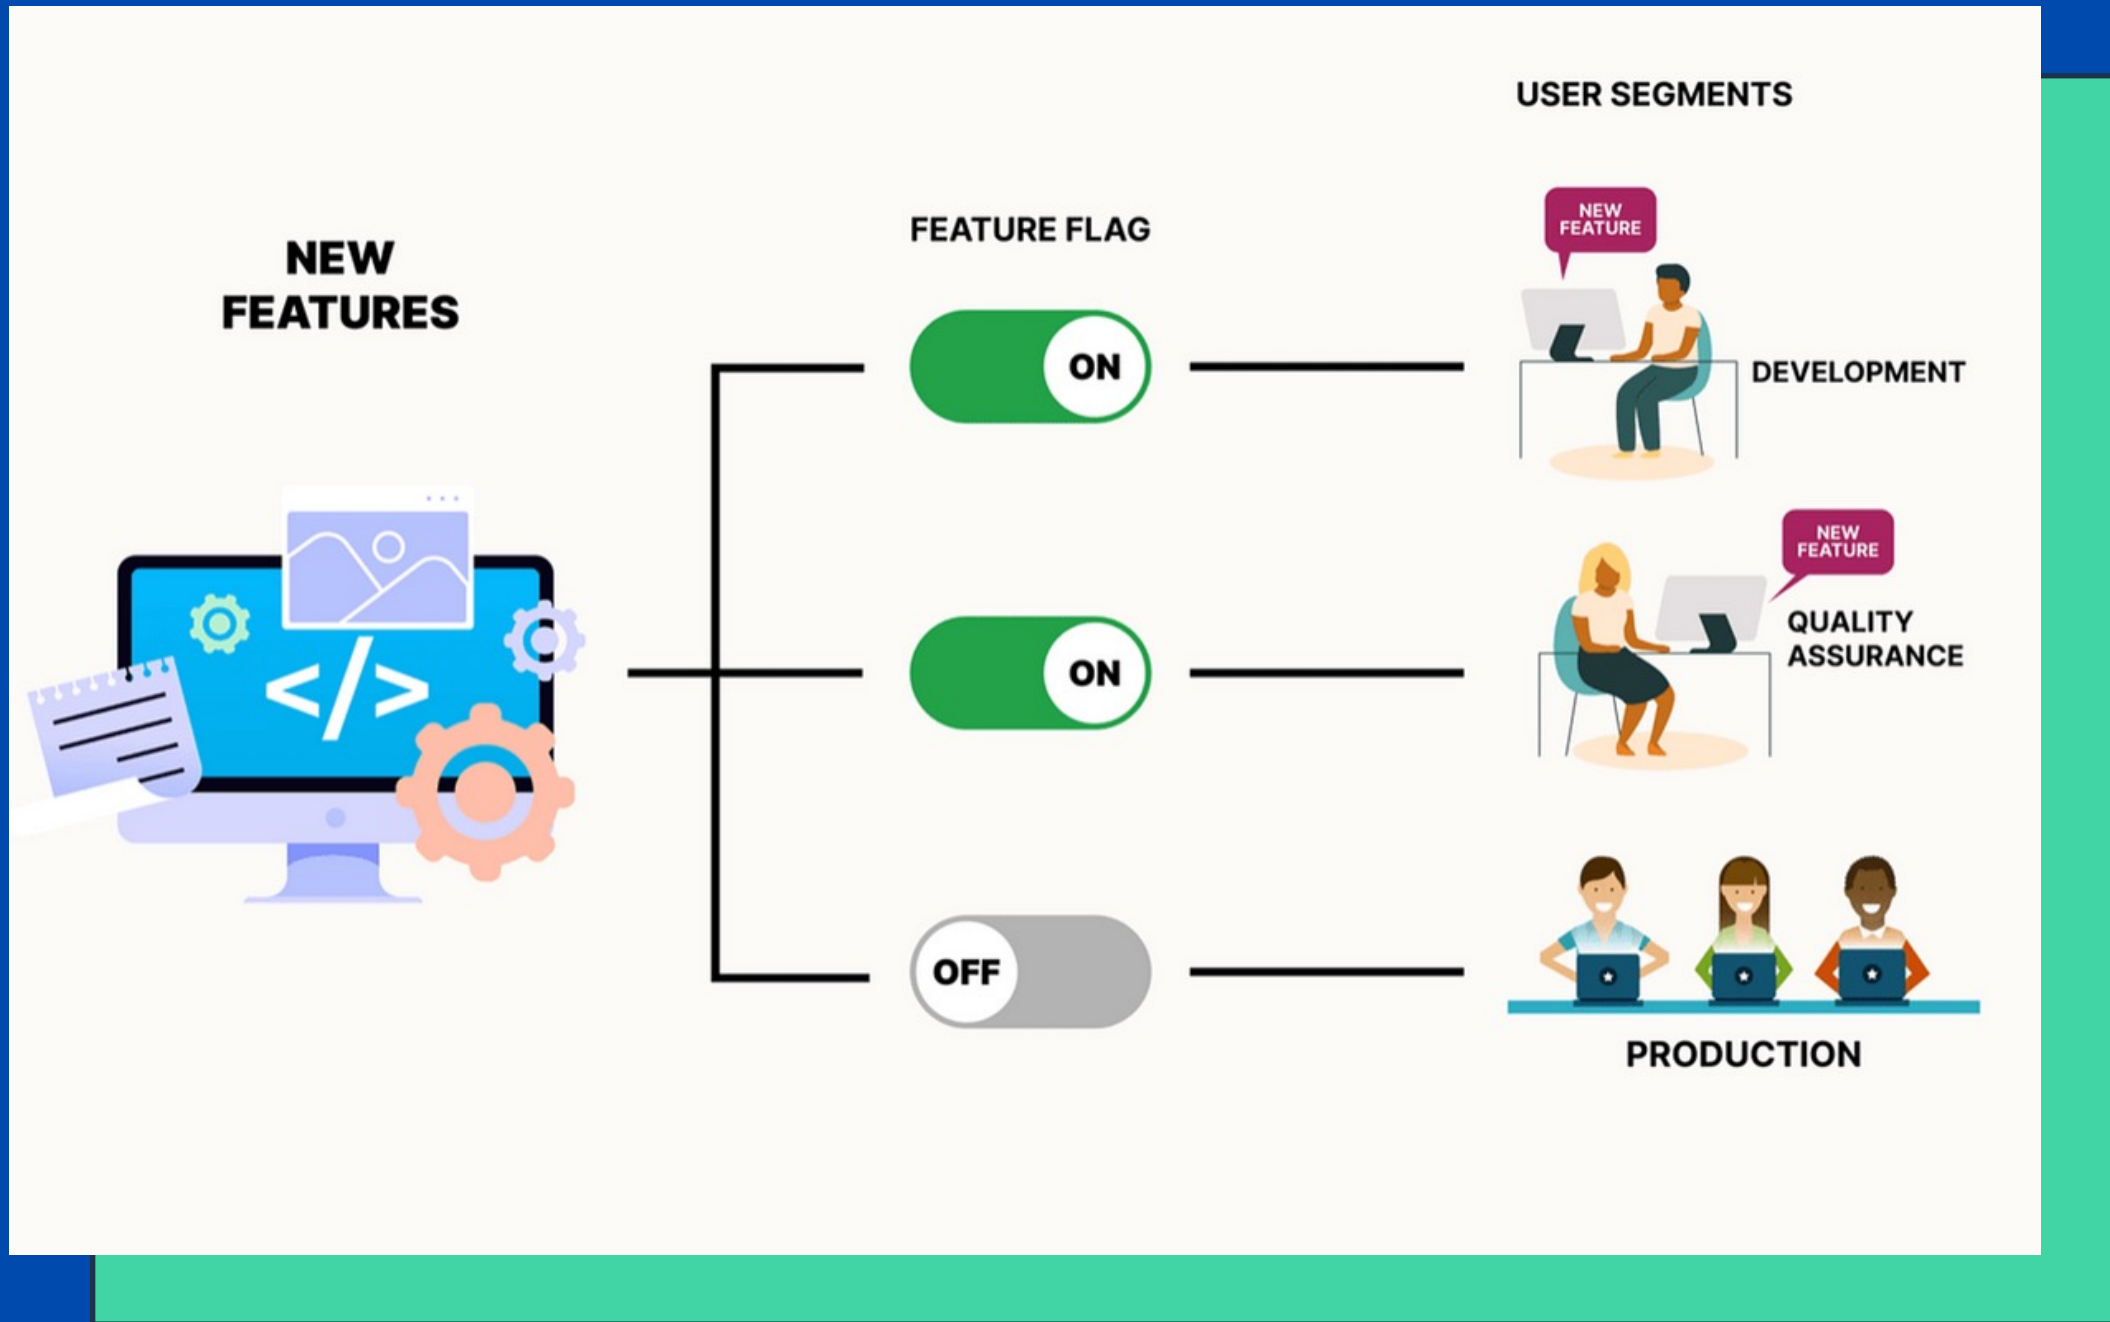 USER SEGMENTS
FEATURE FLAG
NEW
FEATURES
NEW
FEATURE
ON
DEVELOPMENT
NEW
FEATURE
ON
QUALITY
ASSURANCE
</>
OFF
PRODUCTION